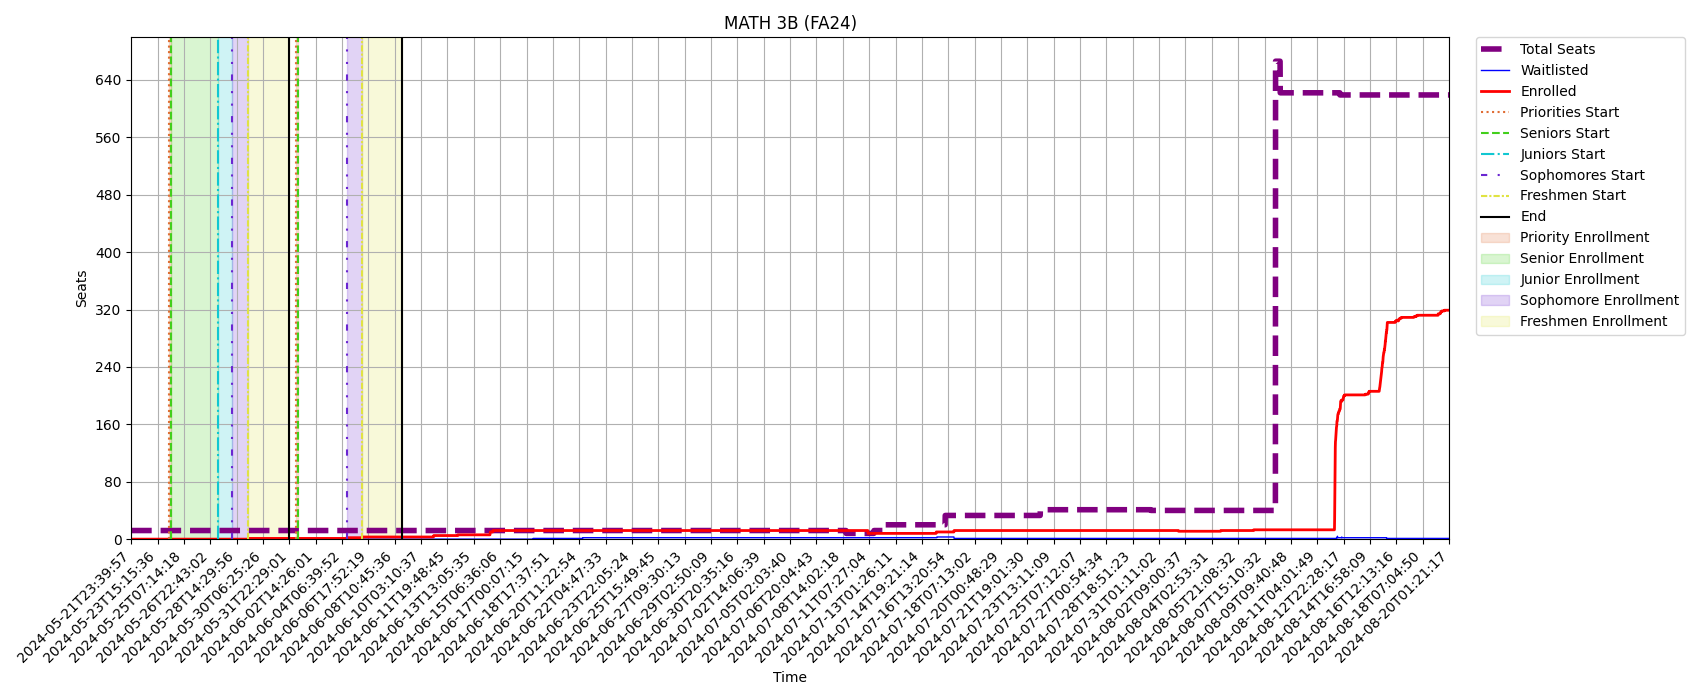 MATH 3B (FA24)
Seats
640
560
480
400
320
240
160
80
0
2024-05-21T23:39:57
2024-05-23T15:15:36
2024-05-25T07:14:18
2024-05-26T22:43:02
2024-05-28T14:29:56
2024-05-30T06:25:26
2024-05-31T22:29:01
2024-06-02T14:26:01
2024-06-04T06:39:52
2024-06-06T17:52:19
2024-06-08T10:45:36
2024-06-10T03:10:37
2024-06-11T19:48:45
2024-06-13T13:05:35
2024-06-15T06:36:06
2024-06-17T00:07:15
2024-06-18T17:37:51
2024-06-20T11:22:54
2024-06-22T04:47:33
2024-06-23T22:05:24
2024-06-25T15:49:45
2024-06-27T09:30:13
2024-06-29T02:50:09
2024-06-30T20:35:16
2024-07-02T14:06:39
2024-07-05T02:03:40
2024-07-06T20:04:43
2024-07-08T14:02:18
2024-07-11T07:27:04
2024-07-13T01:26:11
2024-07-14T19:21:14
2024-07-16T13:20:54
2024-07-18T07:13:02
2024-07-20T00:48:29
2024-07-21T19:01:30
2024-07-23T13:11:09
2024-07-25T07:12:07
2024-07-27T00:54:34
2024-07-28T18:51:23
2024-07-31T01:11:02
2024-08-02T09:00:37
2024-08-04T02:53:31
2024-08-05T21:08:32
2024-08-07T15:10:32
2024-08-09T09:40:48
2024-08-11T04:01:49
2024-08-12T22:28:17
2024-08-14T16:58:09
2024-08-16T12:13:16
2024-08-18T07:04:50
2024-08-20T01:21:17
Time
Total Seats
Waitlisted
Enrolled
Priorities Start
Seniors Start
Juniors Start
Sophomores Start
Freshmen Start
End
Priority Enrollment
Senior Enrollment
Junior Enrollment
Sophomore Enrollment
Freshmen Enrollment